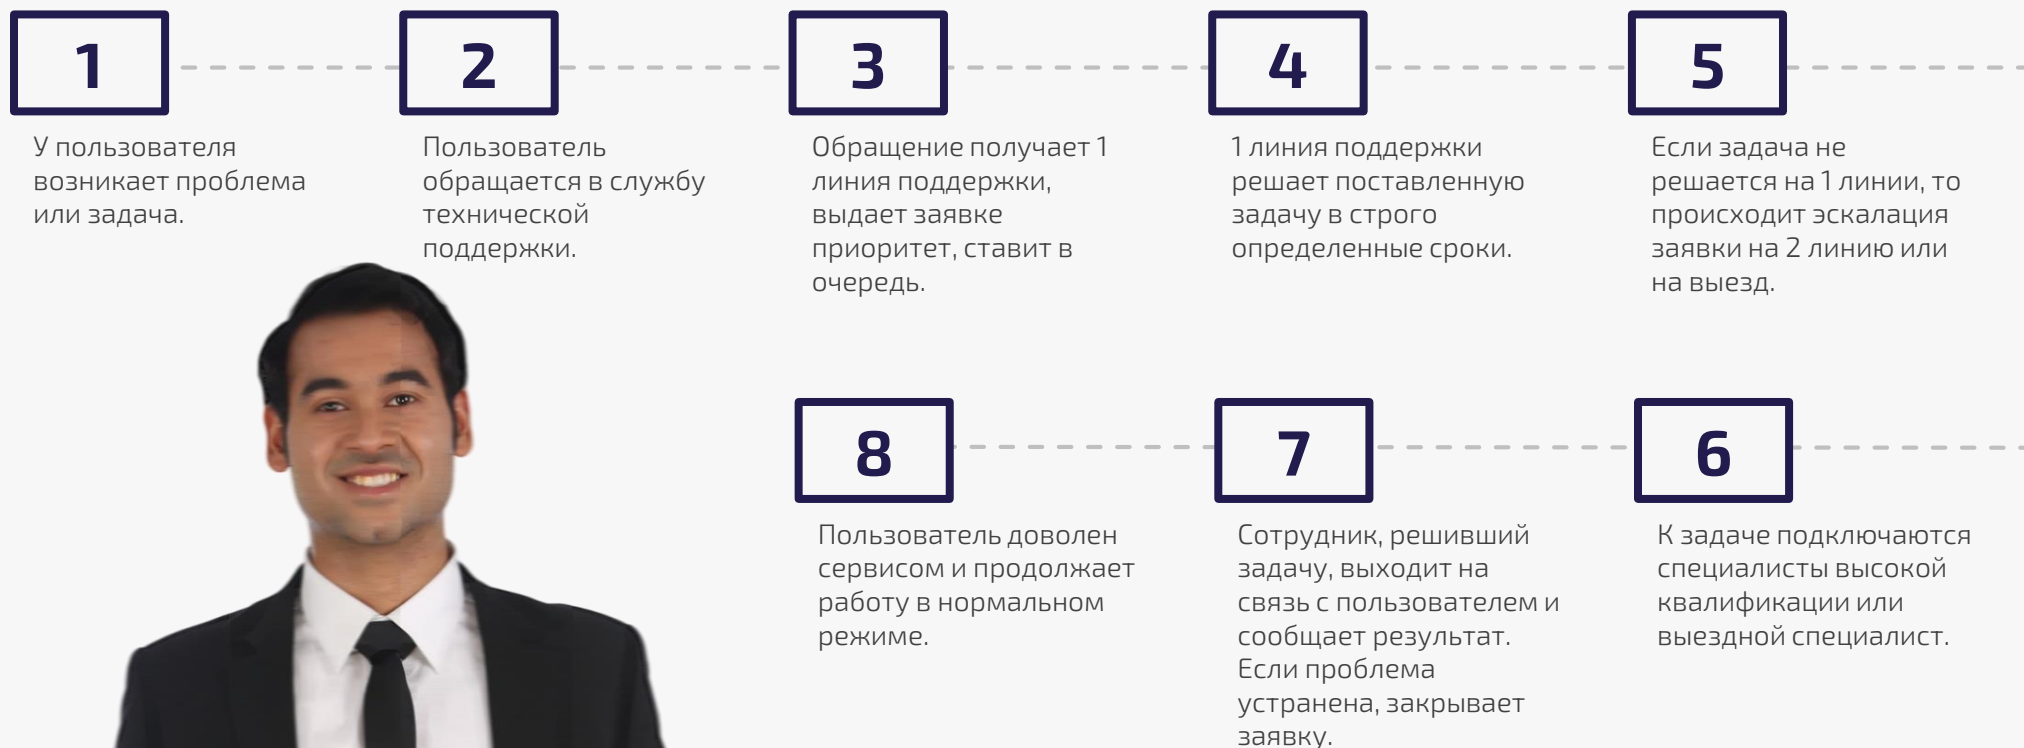 1
У пользователя
возникает проблема
или задача.
2
Пользователь
обращается в службу
технической
поддержки.
3
Обращение получает 1
линия поддержки,
выдает заявке
приоритет, ставит в
очередь.
4
1 линия поддержки
решает поставленную
задачу в строго
определенные сроки.
5
Если задача не
решается на 1 линии, то
происходит эскалация
заявки на 2 линию или
на выезд.
6
К задаче подключаются
специалисты высокой
квалификации или
выездной специалист.
7
Сотрудник, решивший
задачу, выходит на
связь с пользователем и
сообщает результат.
Если проблема
устранена, закрывает
заявку.
8
Пользователь доволен
сервисом и продолжает
работу в нормальном
режиме.